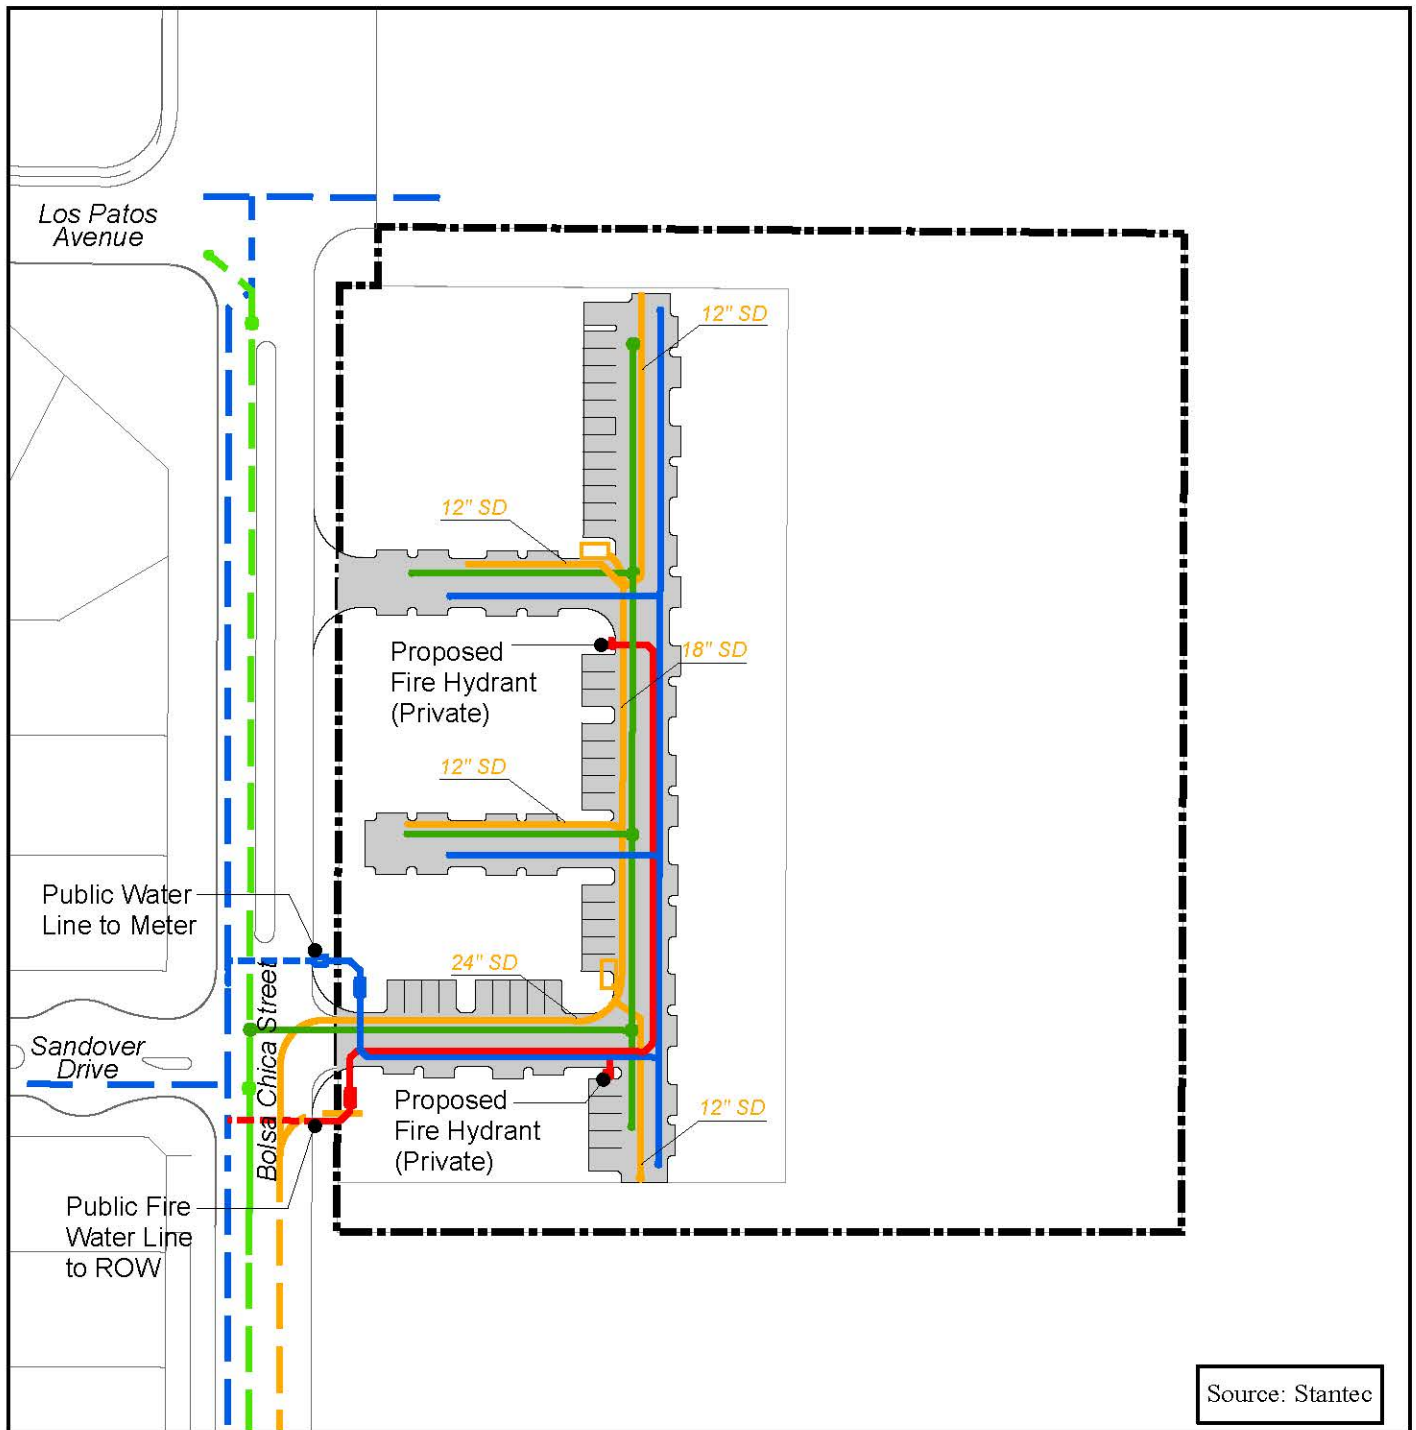 Los Patos
Avenue
12" SD
12" SD
Proposed
Fire Hydrant
(Private)
18" SD
12" SD
Public Water
Line to Meter
24" SD
Bolsa Chica Street
Sandover
Drive
Proposed
Fire Hydrant
(Private)
12" SD
Public Fire
Water Line
to ROW
Source: Stantec